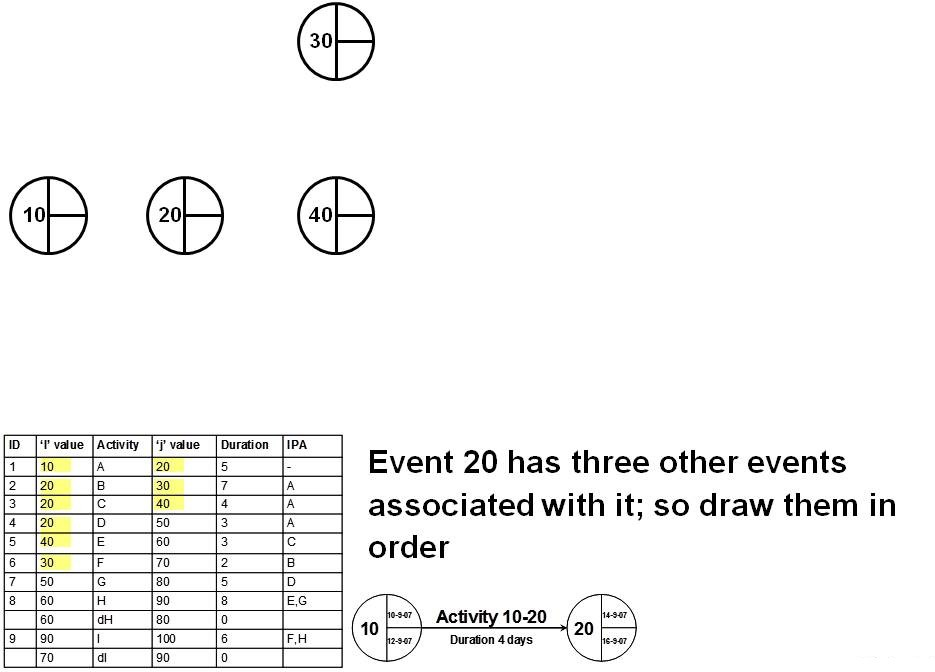 30
10 20 40
ID 'I' value Activity 'j' value Duration IPA
1 10 A 20 5 -
2 20 B 30 7 A
3 20 C 40 4 A
4 20 D 50 3 A
5 40 E 60 3 C
6 30 F 70 2 B
7 50 G 80 5 D
8 60 H 90 8 E,G
60 dH 80 0
9 90 I 100 6 F,H
70 dI 90 0
Event 20 has three other events
associated with it; so draw them in
order
10 10-9-07 12-9-07
Activity 10-20
Duration 4 days
20 14-9-07 16-9-07